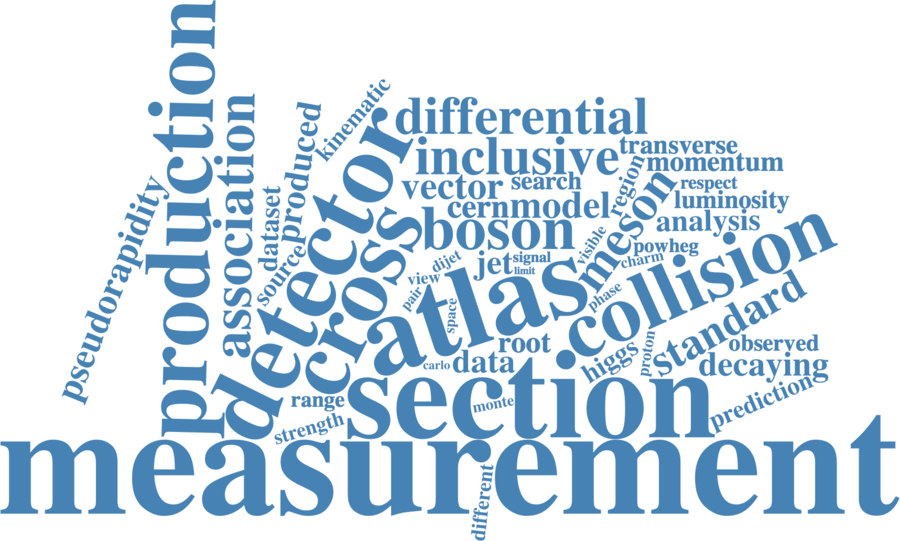 production
differential
kinematic
association
produced
detector
inclusive
transverse
momentum
region
vector
search
respect
pseudorapidity
dataset
cernmodel
meson
luminosity
source
cross
boson
analysis
visible
powheg
collision
jet
signal
limit
charm
dijet
view
atlas
pair
phase
space
standard
root
higgs
proton
observed
carlo
data
decaying
range
section
monte
prediction
strength
measurement
different